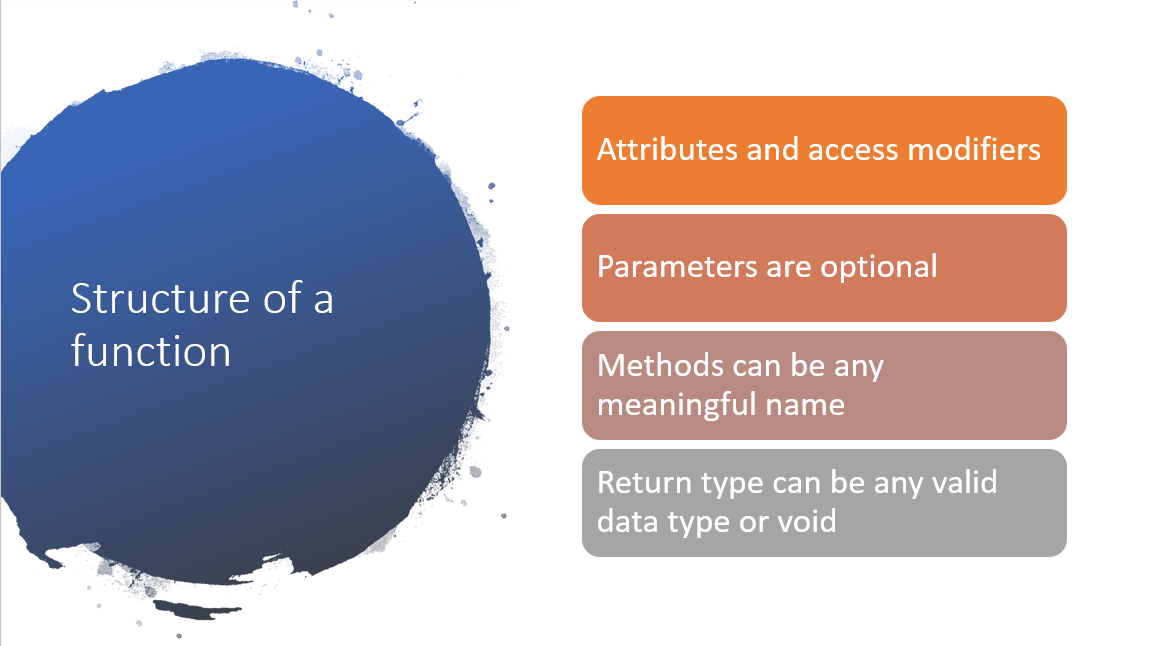 Structure of a
function
Attributes and access modifiers
Parameters are optional
Methods can be any
meaningful name
Return type can be any valid
data type or void